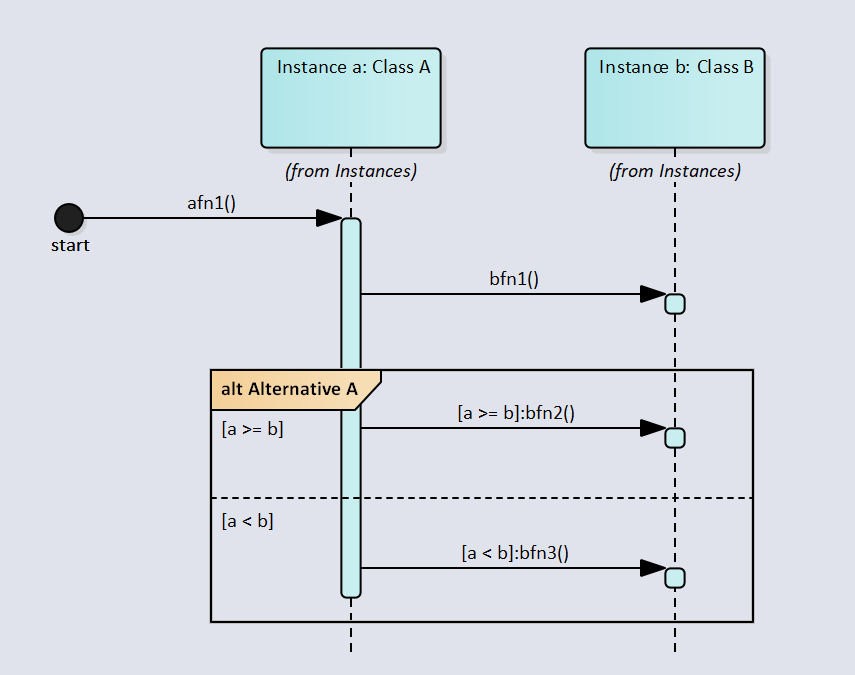 Instance a: Class A
Instance b: Class B
(from Instances)
(from Instances)
afn1()
start
bfn1()
alt Alternative A
[a >= b]:bfn2()
[a >= b]
[a < b]
[a < b]:bfn3()